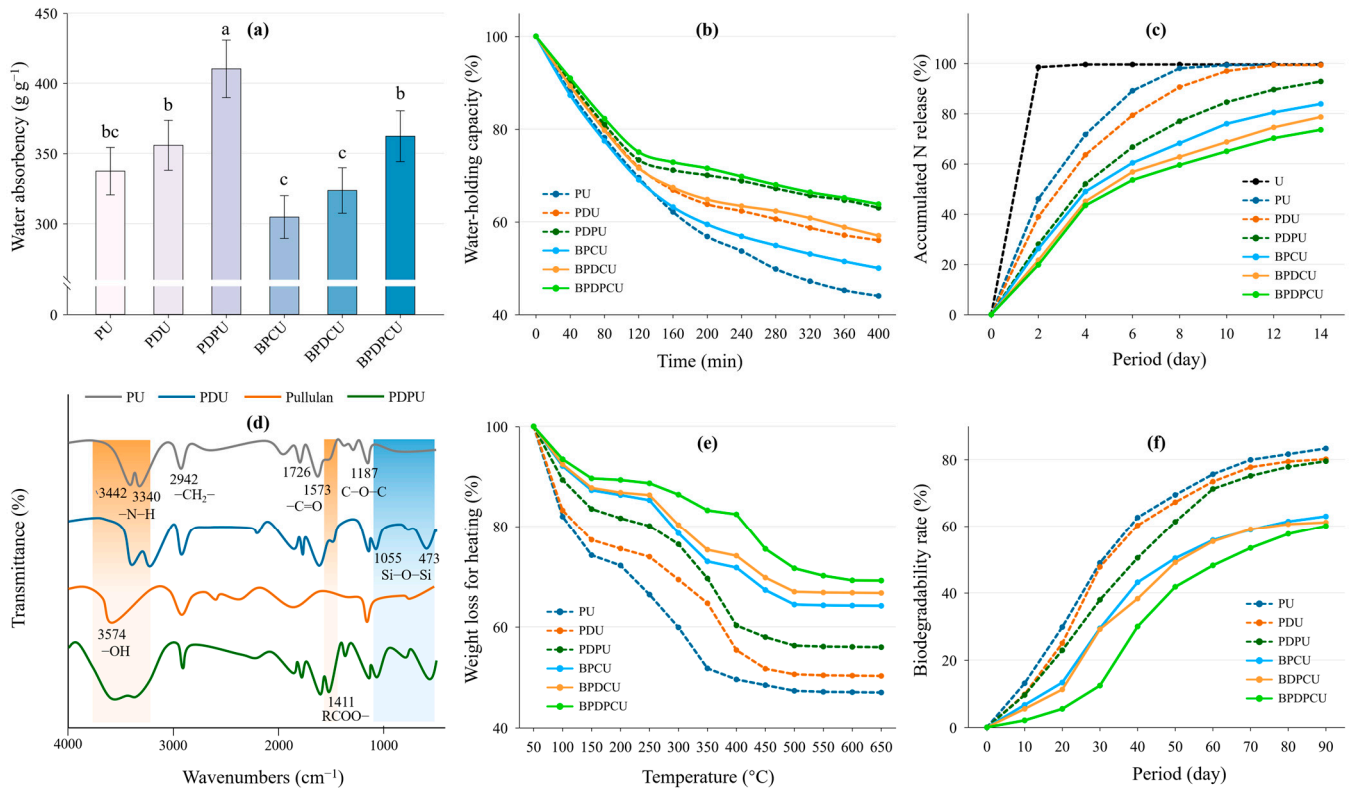 (a)
Water absorbency (g g⁻¹)
450
400
350
300
0
bc
b
a
c
c
b
PU
PDU
PDPU
BPCU
BPDCU
BPDPCU
(b)
Water-holding capacity (%)
100
80
60
40
PU
PDU
PDPU
BPCU
BPDCU
BPDPCU
0 40 80 120 160 200 240 280 320 360 400
Time (min)
(c)
Accumulated N release (%)
100
80
60
40
20
0
U
PU
PDU
PDPU
BPCU
BPDCU
BPDPCU
0 2 4 6 8 10 12 14
Period (day)
PU PDU Pullulan PDPU
(d)
Transmittance (%)
3442 3340
−N−H
2942
−CH₂−
1726
1573
−C=O
1187
C−O−C
1055 473
Si−O−Si
3574
−OH
1411
RCOO−
4000 3000 2000 1000
Wavenumbers (cm⁻¹)
(e)
Weight loss for heating (%)
100
80
60
40
PU
PDU
PDPU
BPCU
BPDCU
BPDPCU
50 100 150 200 250 300 350 400 450 500 550 600 650
Temperature (°C)
(f)
Biodegradability rate (%)
80
60
40
20
0
PU
PDU
PDPU
BPCU
BDPCU
BPDPCU
0 10 20 30 40 50 60 70 80 90
Period (day)